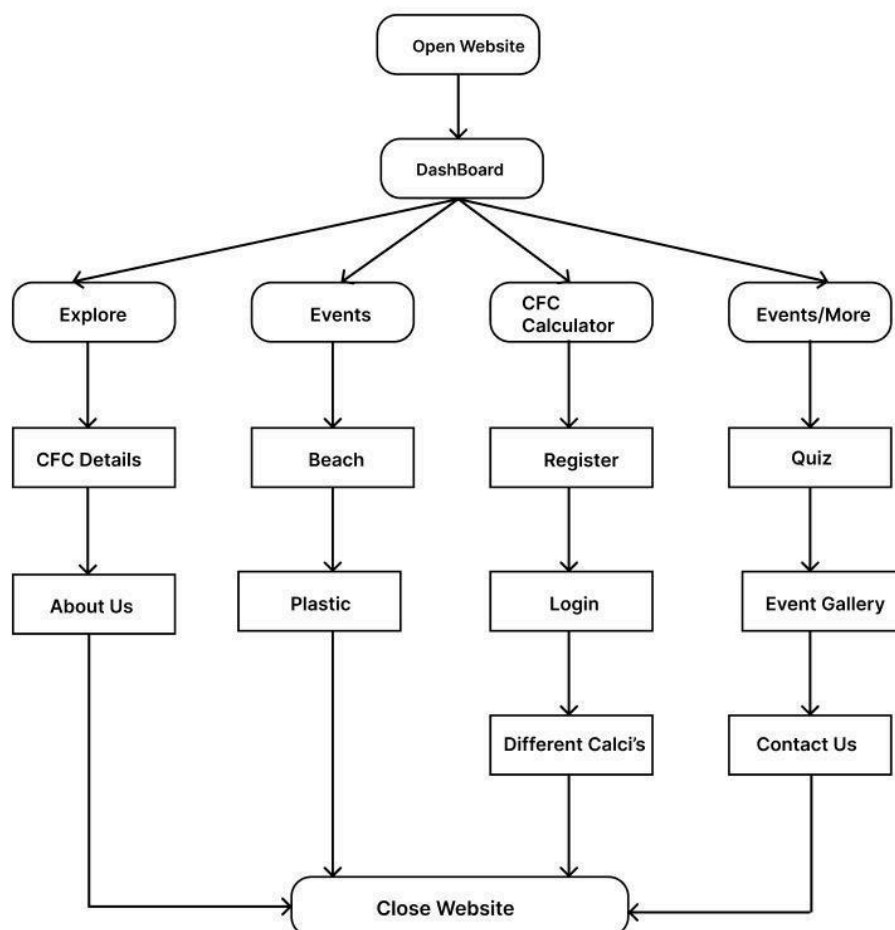 Open Website
DashBoard
Explore
Events
CFC
Calculator
Events/More
CFC Details
Beach
Register
Quiz
About Us
Plastic
Login
Event Gallery
Different Calci's
Contact Us
Close Website